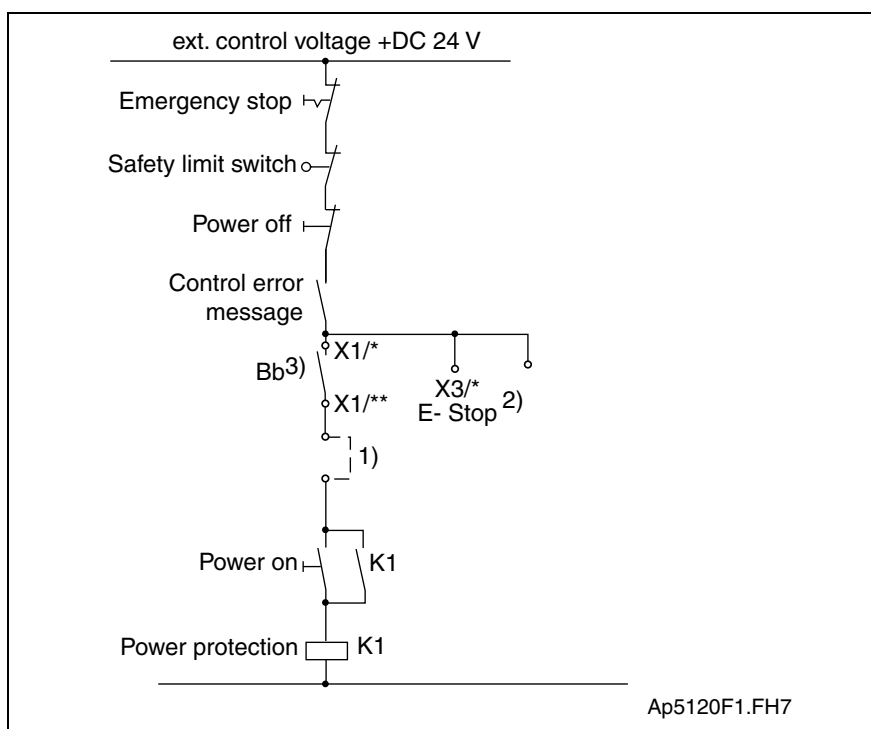 ext. control voltage +DC 24 V
Emergency stop
Safety limit switch
Power off
Control error
message
X1/*
Bb3)
X3/*
E- Stop 2)
X1/**
1)
Power on
K1
Power protection
K1
Ap5120F1.FH7